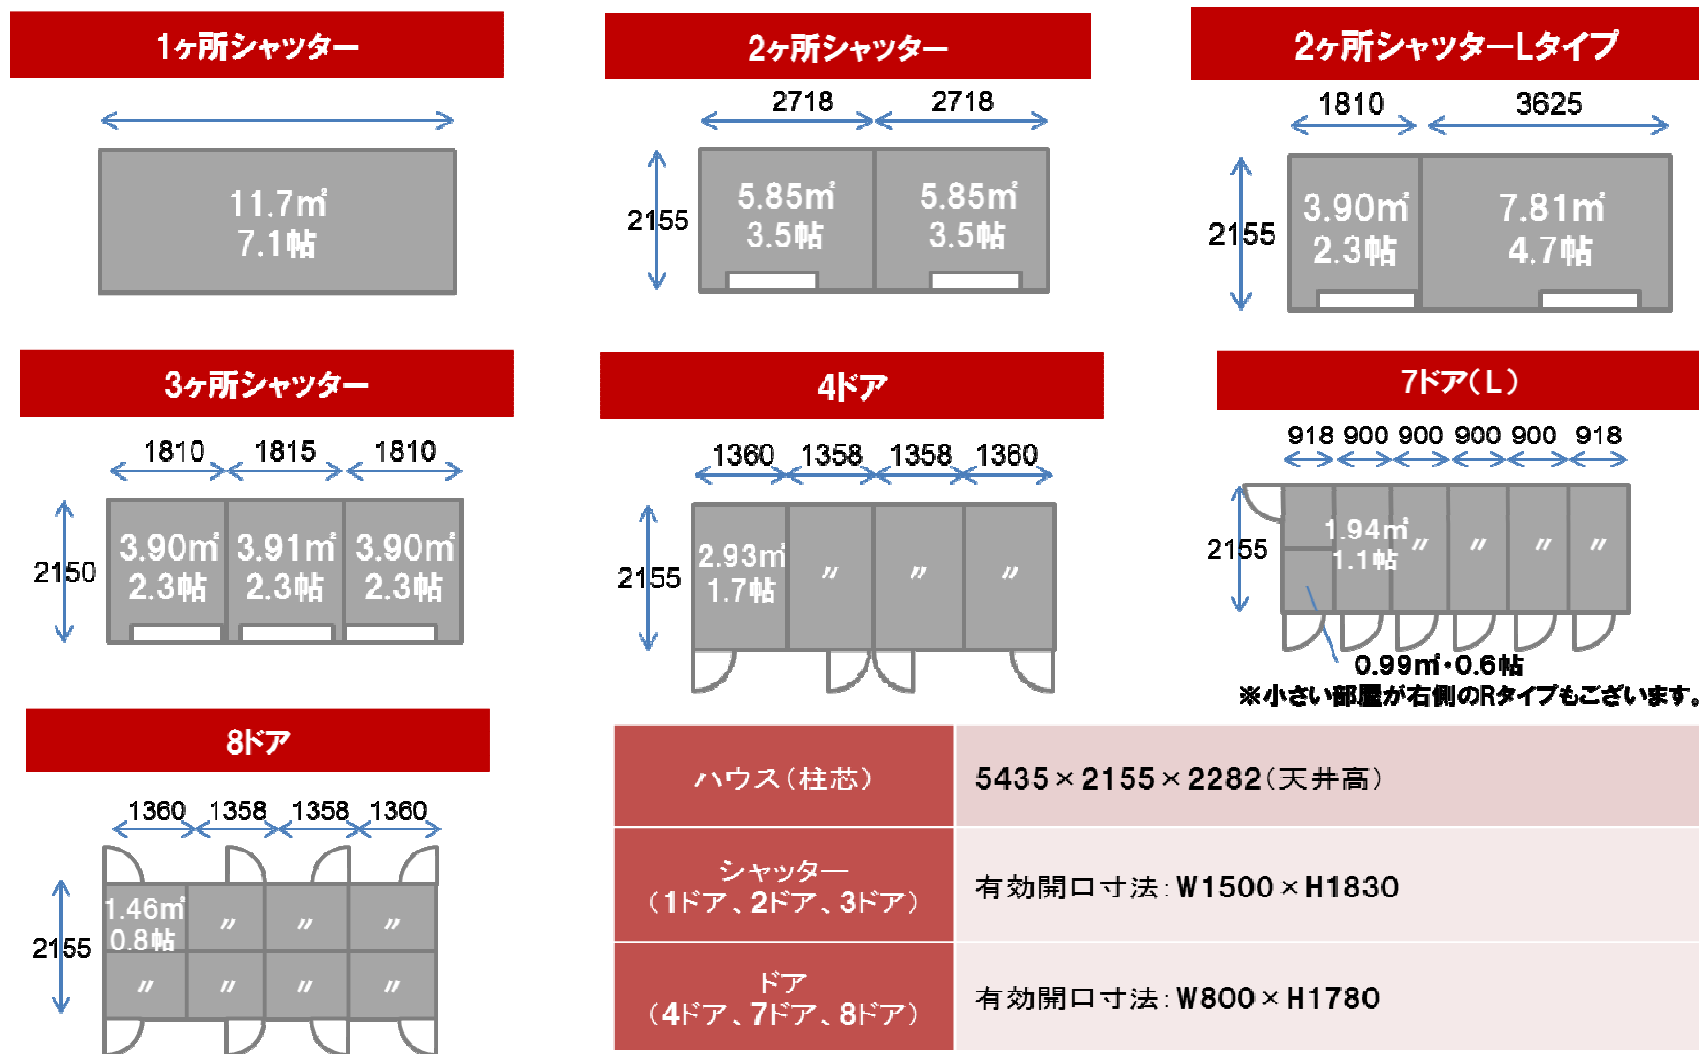 1ヶ所シャッター
11.7㎡
7.1帖
2ヶ所シャッター
2718 2718
2155
5.85㎡ 5.85㎡
3.5帖 3.5帖
2ヶ所シャッターLタイプ
1810 3625
2155
3.90㎡ 7.81㎡
2.3帖 4.7帖
3ヶ所シャッター
1810 1815 1810
2150
3.90㎡ 3.91㎡ 3.90㎡
2.3帖 2.3帖 2.3帖
4ドア
1360 1358 1358 1360
2155
2.93㎡ 〃 〃 〃
1.7帖
7ドア(L)
918 900 900 900 900 918
2155
1.94㎡ 〃 〃 〃 〃
1.1帖
0.99㎡・0.6帖
※小さい部屋が右側のRタイプもございます。
8ドア
1360 1358 1358 1360
2155
1.46㎡ 〃 〃 〃
0.8帖
〃 〃 〃 〃
ハウス(柱芯) 5435×2155×2282(天井高)
シャッター
(1ドア、2ドア、3ドア)
有効開口寸法:W1500×H1830
ドア
(4ドア、7ドア、8ドア)
有効開口寸法:W800×H1780